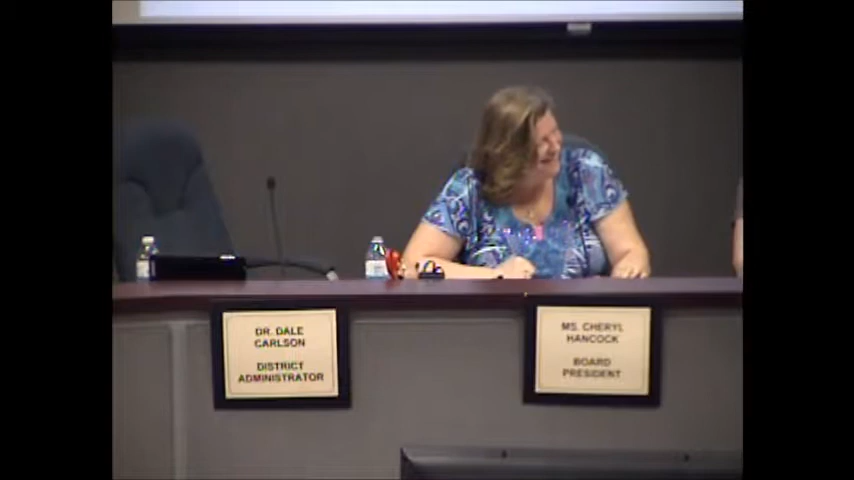 DR. DALE
CARLSON
DISTRICT
ADMINISTRATOR
MS. CHERYL
HANCOCK
BOARD
PRESIDENT